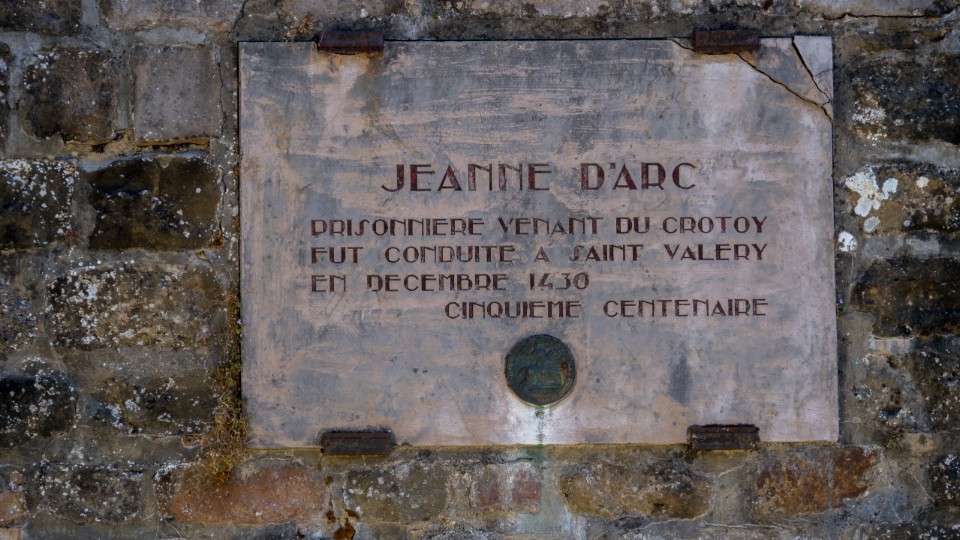 JEANNE D'ARC
PRISONNIERE VENANT DU CROTOY
FUT CONDUITE A SAINT VALERY
EN DECEMBRE 1430
CINQUIEME CENTENAIRE